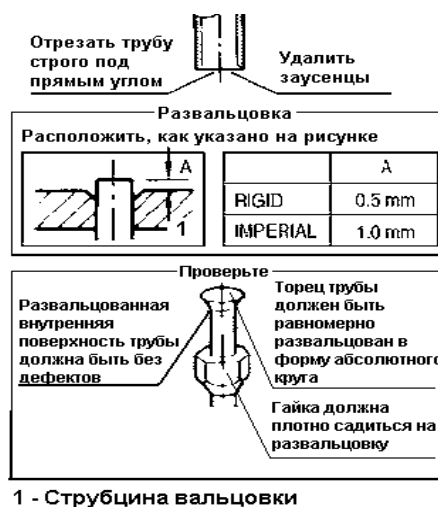 Отрезать трубу
строго под
прямым углом
Удалить
заусенцы
Развальцовка
Расположить, как указано на рисунке
A
1
A
RIGID 0.5 mm
IMPERIAL 1.0 mm
Проверьте
Развальцованная
внутренняя
поверхность трубы
должна быть без
дефектов
Торец трубы
должен быть
равномерно
развальцован в
форму абсолютного
круга
Гайка должна
плотно садиться на
развальцовку
1 - Струбцина вальцовки